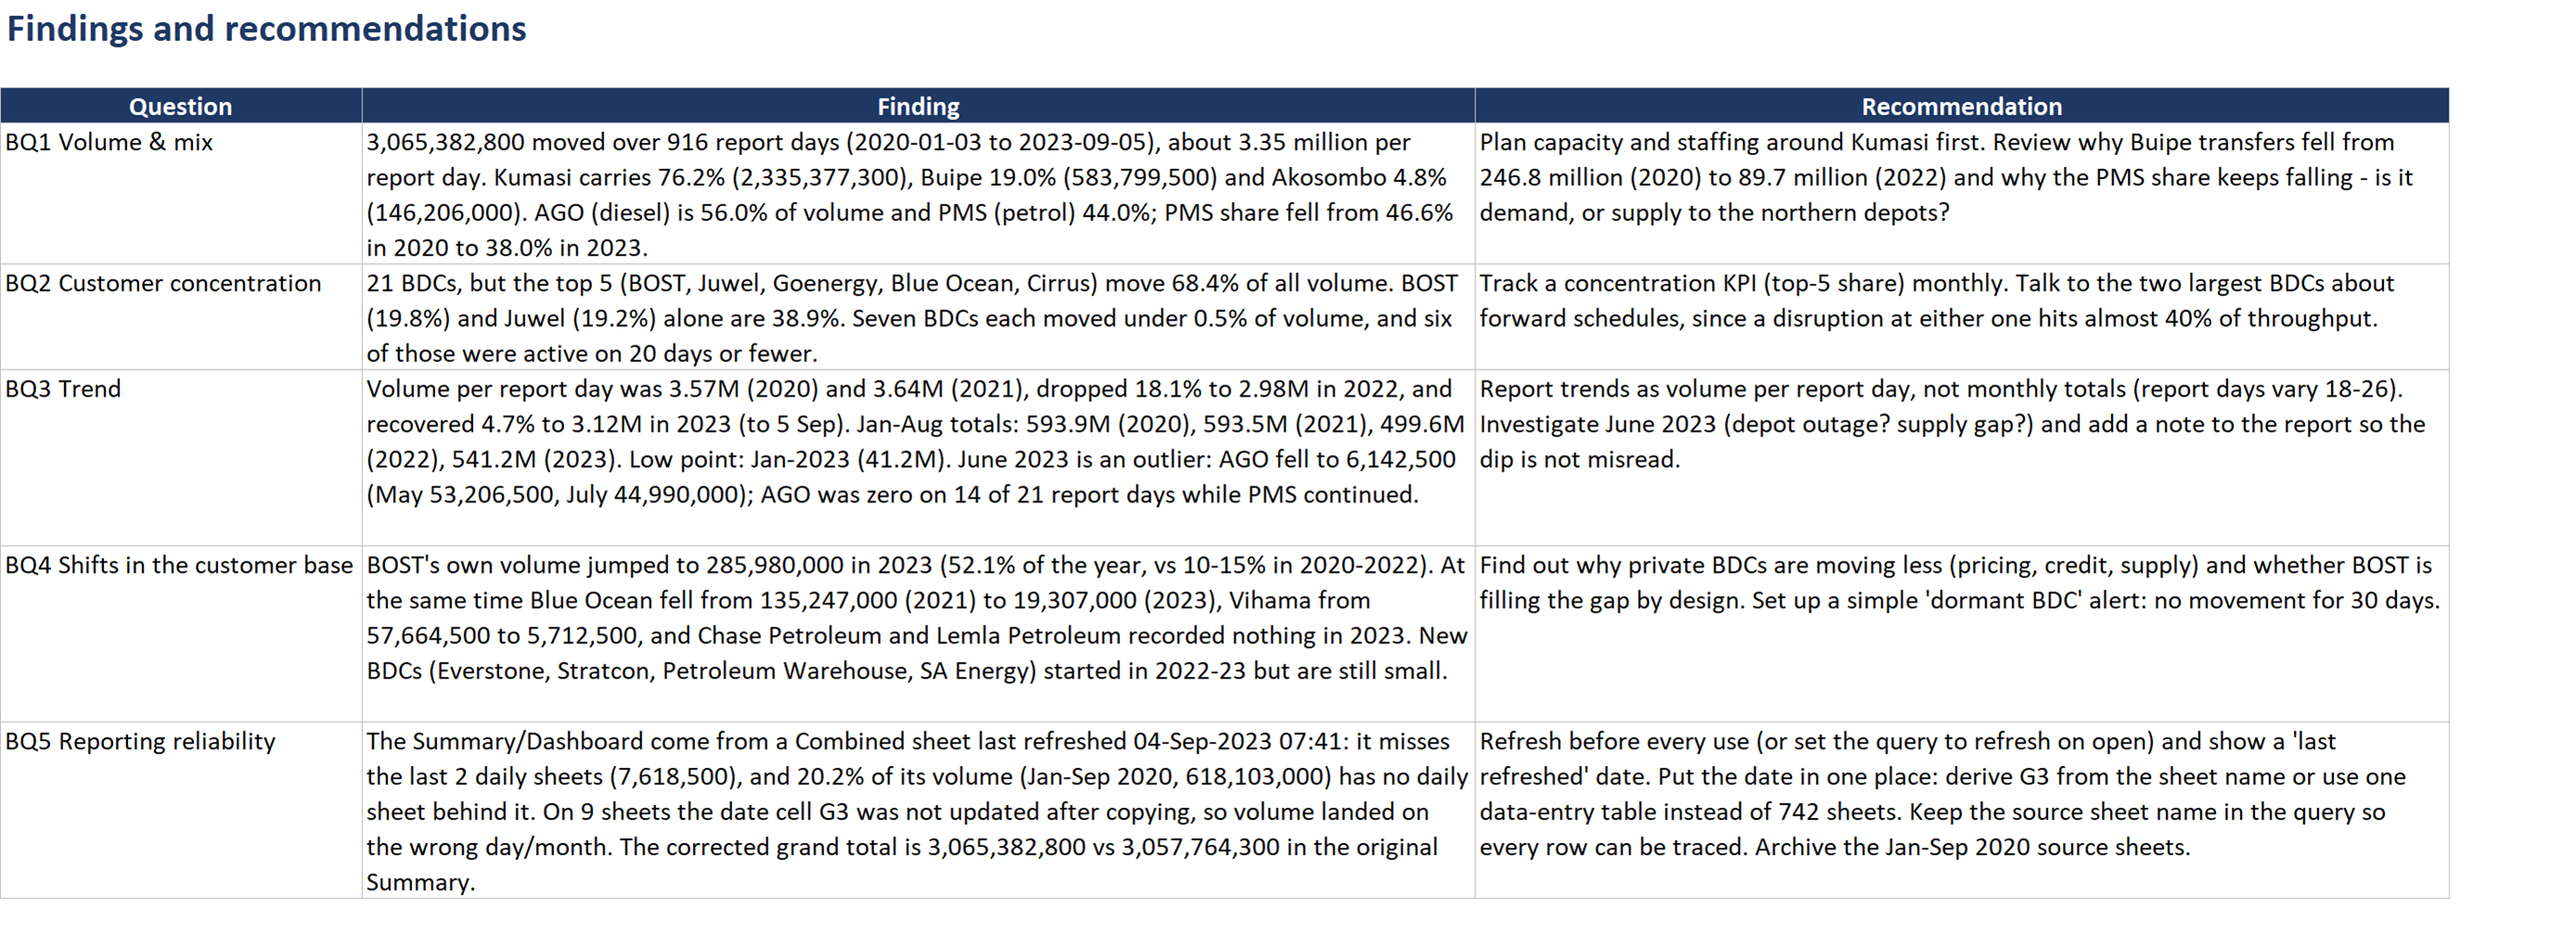 Findings and recommendations
Question
Finding
Recommendation
BQ1 Volume & mix
3,065,382,800 moved over 916 report days (2020-01-03 to 2023-09-05), about 3.35 million per
report day. Kumasi carries 76.2% (2,335,377,300), Buipe 19.0% (583,799,500) and Akosombo 4.8%
(146,206,000). AGO (diesel) is 56.0% of volume and PMS (petrol) 44.0%; PMS share fell from 46.6%
in 2020 to 38.0% in 2023.
Plan capacity and staffing around Kumasi first. Review why Buipe transfers fell from
246.8 million (2020) to 89.7 million (2022) and why the PMS share keeps falling - is it
demand, or supply to the northern depots?
BQ2 Customer concentration
21 BDCs, but the top 5 (BOST, Juwel, Goenergy, Blue Ocean, Cirrus) move 68.4% of all volume. BOST
(19.8%) and Juwel (19.2%) alone are 38.9%. Seven BDCs each moved under 0.5% of volume, and six
of those were active on 20 days or fewer.
Track a concentration KPI (top-5 share) monthly. Talk to the two largest BDCs about
forward schedules, since a disruption at either one hits almost 40% of throughput.
BQ3 Trend
Volume per report day was 3.57M (2020) and 3.64M (2021), dropped 18.1% to 2.98M in 2022, and
recovered 4.7% to 3.12M in 2023 (to 5 Sep). Jan-Aug totals: 593.9M (2020), 593.5M (2021), 499.6M
(2022), 541.2M (2023). Low point: Jan-2023 (41.2M). June 2023 is an outlier: AGO fell to 6,142,500
(May 53,206,500, July 44,990,000); AGO was zero on 14 of 21 report days while PMS continued.
Report trends as volume per report day, not monthly totals (report days vary 18-26).
Investigate June 2023 (depot outage? supply gap?) and add a note to the report so the
dip is not misread.
BQ4 Shifts in the customer base
BOST's own volume jumped to 285,980,000 in 2023 (52.1% of the year, vs 10-15% in 2020-2022). At
the same time Blue Ocean fell from 135,247,000 (2021) to 19,307,000 (2023), Vihama from
57,664,500 to 5,712,500, and Chase Petroleum and Lemla Petroleum recorded nothing in 2023. New
BDCs (Everstone, Stratcon, Petroleum Warehouse, SA Energy) started in 2022-23 but are still small.
Find out why private BDCs are moving less (pricing, credit, supply) and whether BOST is
filling the gap by design. Set up a simple 'dormant BDC' alert: no movement for 30 days.
BQ5 Reporting reliability
The Summary/Dashboard come from a Combined sheet last refreshed 04-Sep-2023 07:41: it misses
the last 2 daily sheets (7,618,500), and 20.2% of its volume (Jan-Sep 2020, 618,103,000) has no daily
sheet behind it. On 9 sheets the date cell G3 was not updated after copying, so volume landed on
the wrong day/month. The corrected grand total is 3,065,382,800 vs 3,057,764,300 in the original
Summary.
Refresh before every use (or set the query to refresh on open) and show a 'last
refreshed' date. Put the date in one place: derive G3 from the sheet name or use one
data-entry table instead of 742 sheets. Keep the source sheet name in the query so
every row can be traced. Archive the Jan-Sep 2020 source sheets.